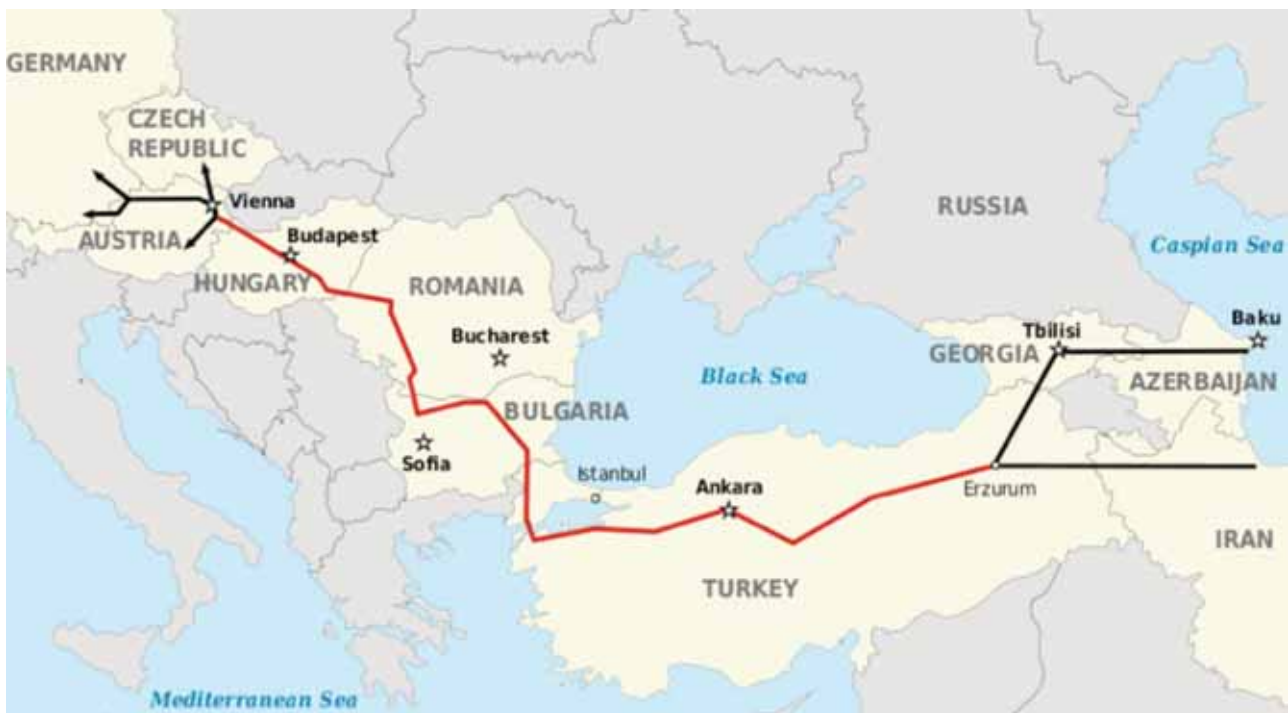 GERMANY
CZECH
REPUBLIC
Vienna
AUSTRIA
Budapest
HUNGARY
ROMANIA
Bucharest
BULGARIA
Sofia
Istanbul
Ankara
TURKEY
Black Sea
RUSSIA
Caspian Sea
Tbilisi
Baku
GEORGIA
AZERBAIJAN
Erzurum
IRAN
Mediterranean Sea